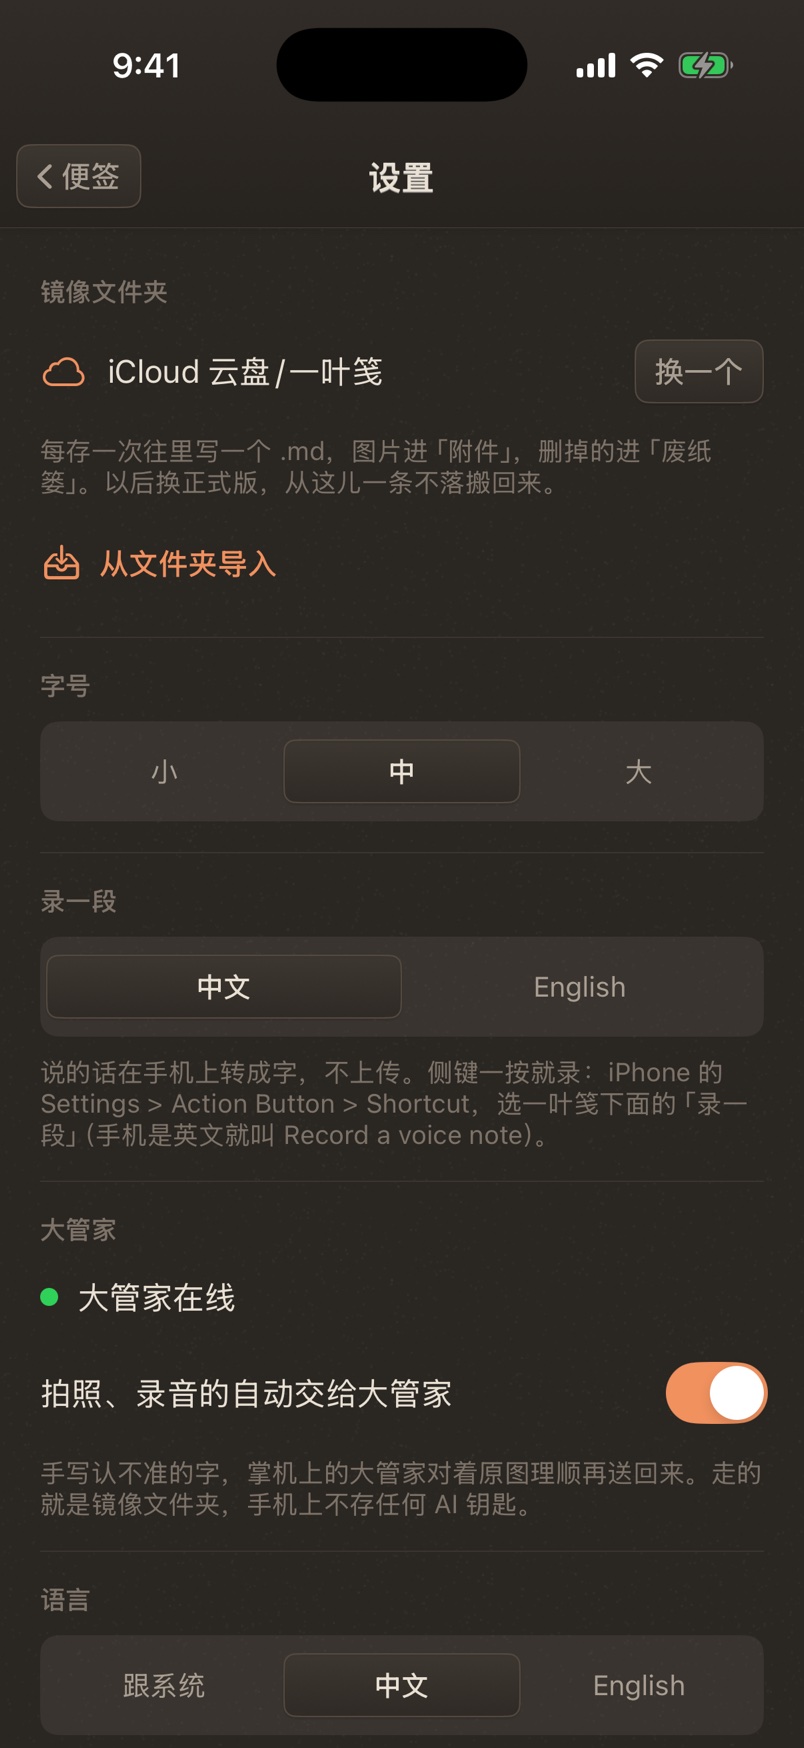 9:41
便签
设置
镜像文件夹
iCloud 云盘/一叶笺
换一个
每存一次往里写一个 .md，图片进「附件」，删掉的进「废纸
篓」。以后换正式版，从这儿一条不落搬回来。
从文件夹导入
字号
小
中
大
录一段
中文
English
说的话在手机上转成字，不上传。侧键一按就录：iPhone 的
Settings > Action Button > Shortcut，选一叶笺下面的「录一
段」（手机是英文就叫 Record a voice note）。
大管家
大管家在线
拍照、录音的自动交给大管家
手写认不准的字，掌机上的大管家对着原图理顺再送回来。走的
就是镜像文件夹，手机上不存任何 AI 钥匙。
语言
跟系统
中文
English